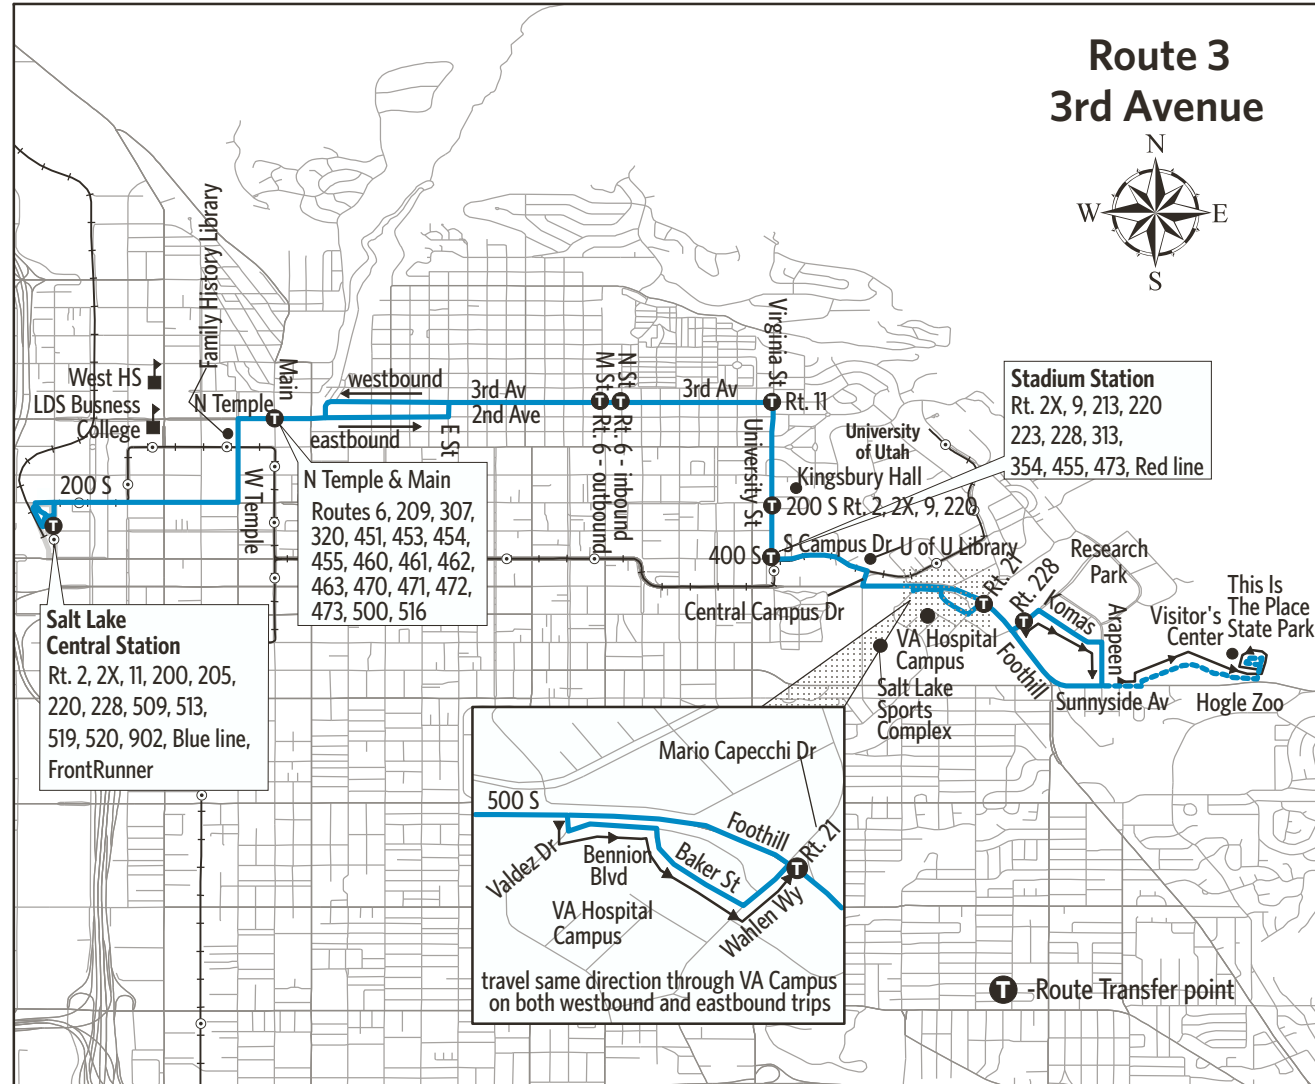 Route 3
3rd Avenue
N
W
E
S
Family History Library
West HS
LDS Busness
College
N Temple
Main
westbound
3rd Av
2nd Ave
eastbound
E St
M St
N St
Rt. 6 - outbound
Rt. 6 - inbound
3rd Av
Virginia St
Rt. 11
University St
University
of Utah
Kingsbury Hall
200 S Rt. 2, 2X, 9, 220
400 S
S Campus Dr
U of U Library
Central Campus Dr
Stadium Station
Rt. 2X, 9, 213, 220
223, 228, 313,
354, 455, 473, Red line
200 S
W Temple
N Temple & Main
Routes 6, 209, 307,
320, 451, 453, 454,
455, 460, 461, 462,
463, 470, 471, 472,
473, 500, 516
Salt Lake
Central Station
Rt. 2, 2X, 11, 200, 205,
220, 228, 509, 513,
519, 520, 902, Blue line,
FrontRunner
Rt. 21
Rt. 228
Research
Park
Komas
Arapeen
Foothill
Sunnyside Av
Visitor's
Center
This Is
The Place
State Park
Hogle Zoo
VA Hospital
Campus
Salt Lake
Sports
Complex
Mario Capecchi Dr
500 S
Foothill
Rt. 21
Valdez Dr
Bennion
Blvd
Baker St
Wahlen Wy
VA Hospital
Campus
travel same direction through VA Campus
on both westbound and eastbound trips
T -Route Transfer point